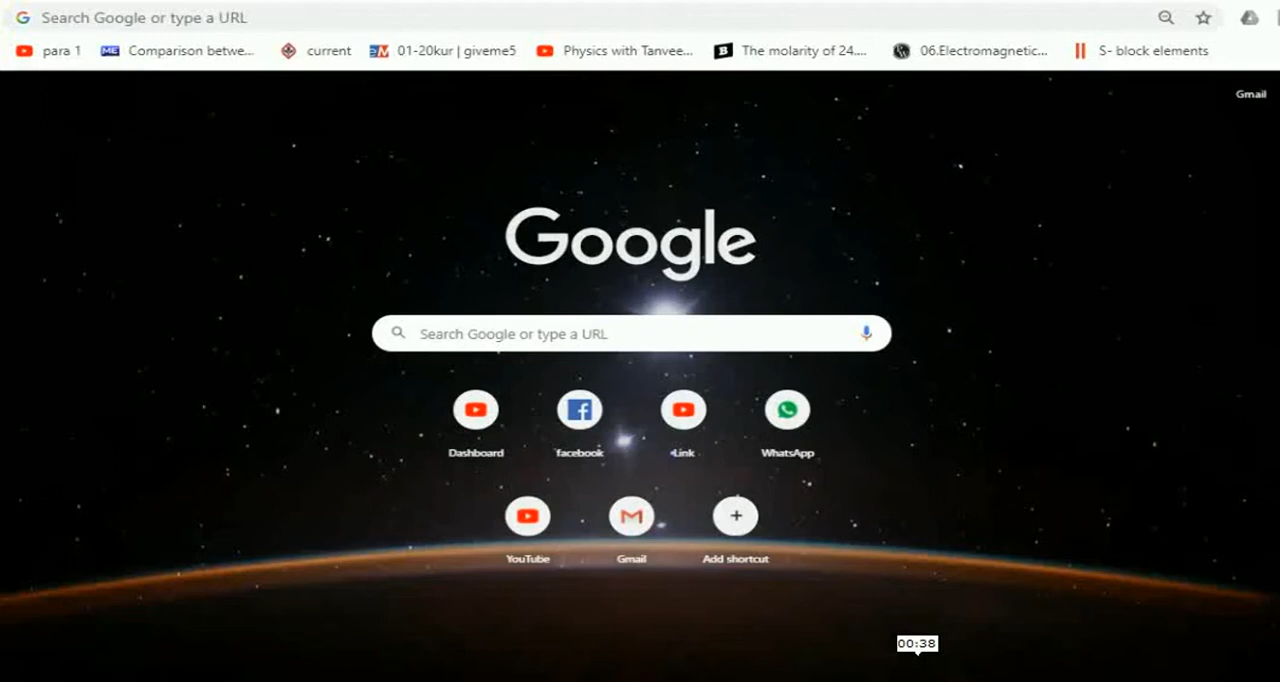 Search Google or type a URL
para 1 Comparison betwe... current 01-20kur | giveme5 Physics with Tanvee... The molarity of 24.... 06.Electromagnetic... S- block elements
Gmail
Google
Search Google or type a URL
Dashboard facebook Link WhatsApp
YouTube Gmail Add shortcut
00:38